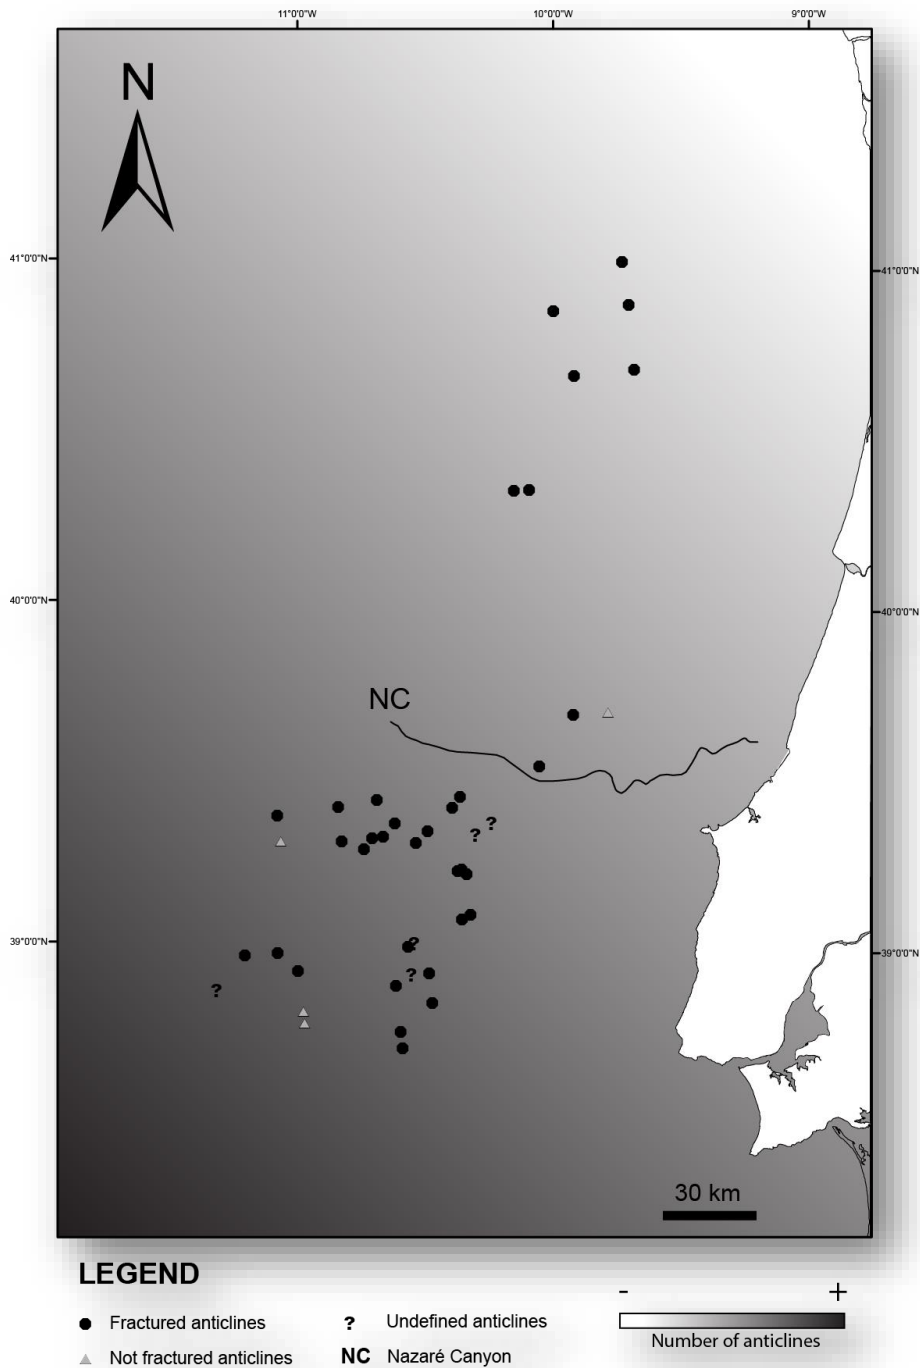 11°0'0"W 10°0'0"W 9°0'0"W
N
41°0'0"N 41°0'0"N
40°0'0"N 40°0'0"N
NC
?
?
39°0'0"N ? 39°0'0"N
?
?
30 km
LEGEND
- +
Fractured anticlines ? Undefined anticlines
Number of anticlines
Not fractured anticlines NC Nazaré Canyon